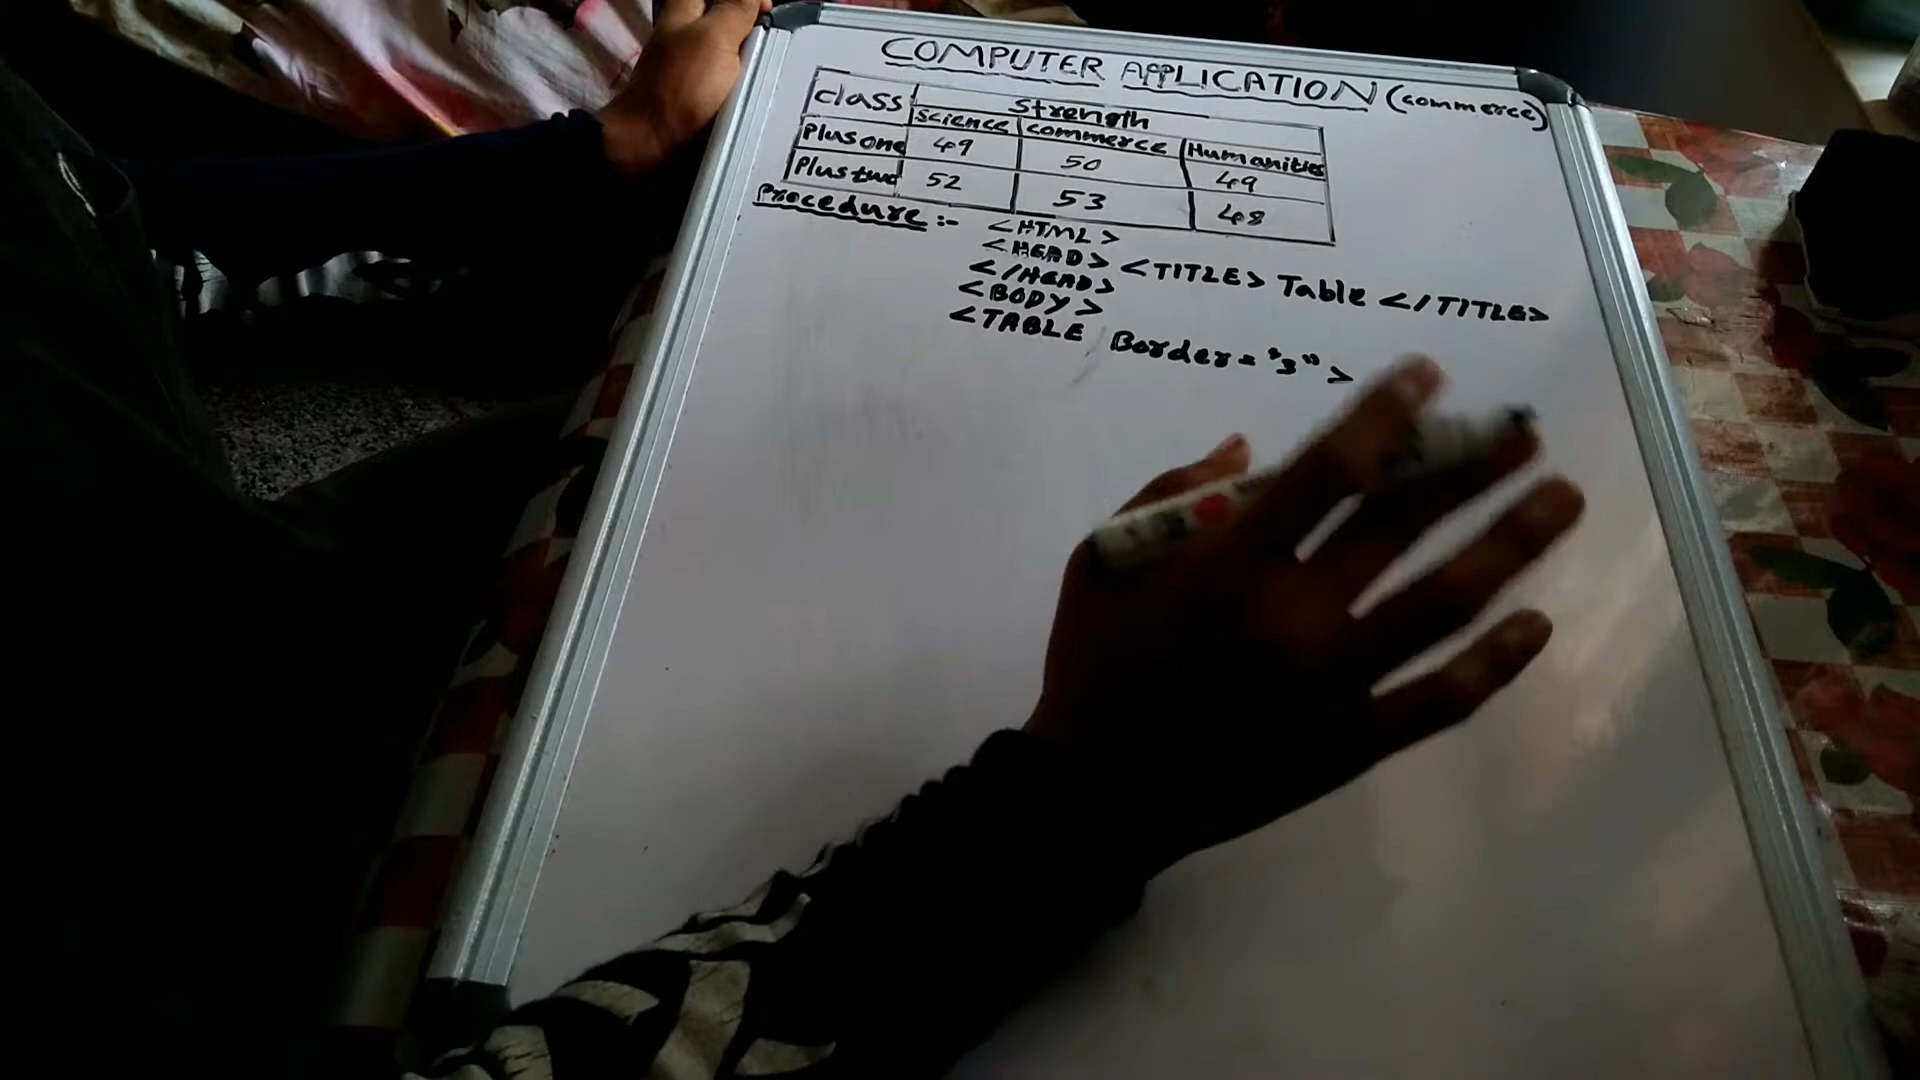 COMPUTER APPLICATION (commerce)
class Strength
Science commerce Humanities
Plus one 49 50 49
Plus two 52 53 48
Procedure :- <HTML>
<HEAD> <TITLE> Table </TITLE>
</HEAD>
<BODY>
<TABLE Border = "3">